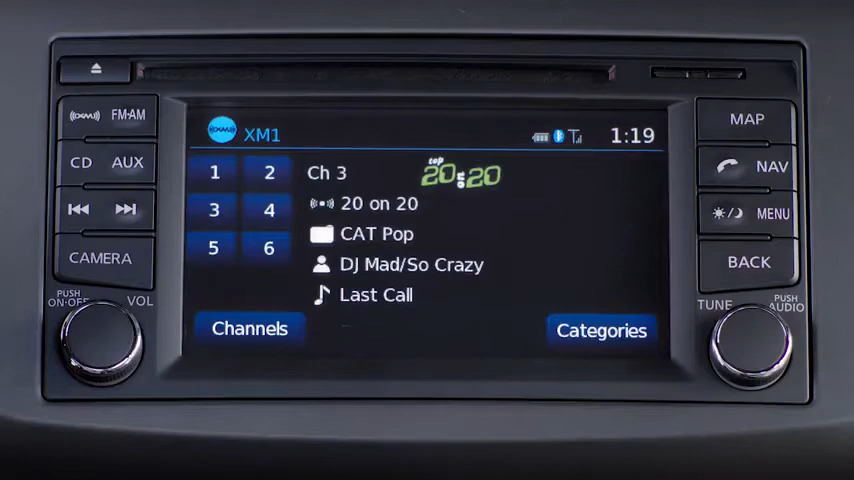 FM·AM
CD AUX
CAMERA
PUSH
ON·OFF
VOL
XM
XM1
1:19
1 2
3 4
5 6
Ch 3
top
20 on 20
20 on 20
CAT Pop
DJ Mad/So Crazy
Last Call
Channels
Categories
MAP
NAV
MENU
BACK
TUNE
PUSH
AUDIO